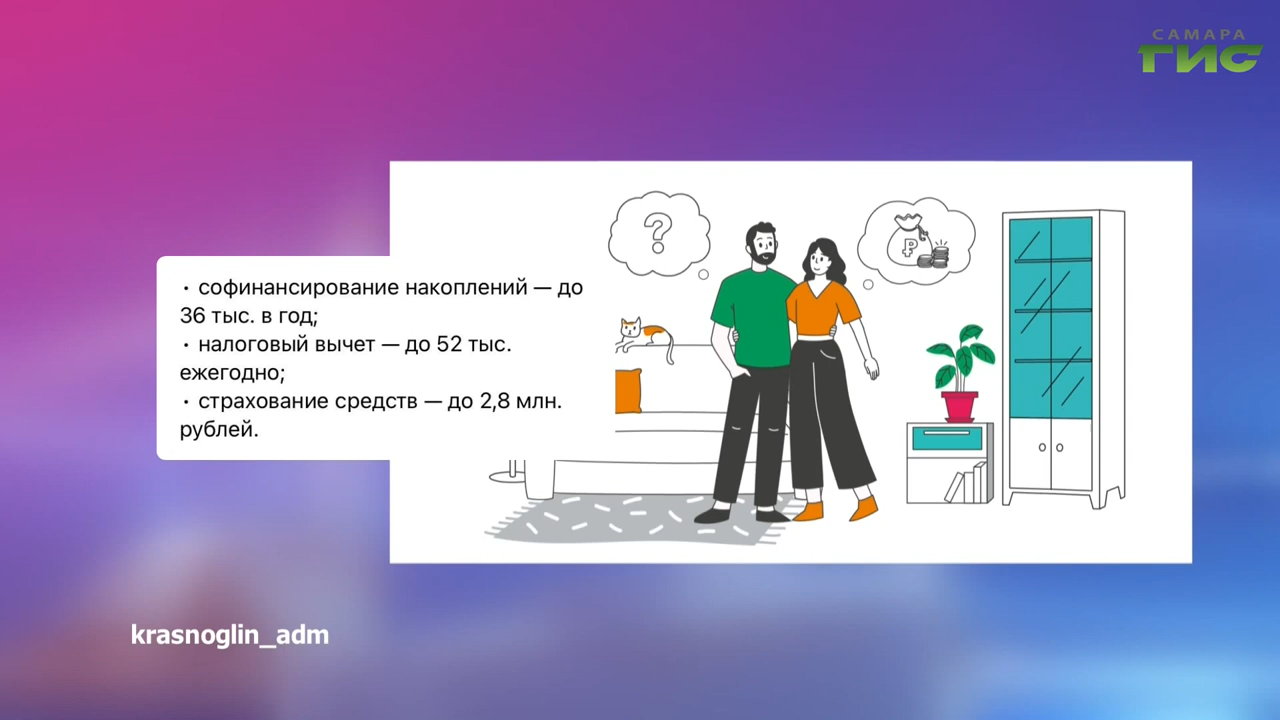 САМАРА
ГИС
?
₽
· софинансирование накоплений — до
36 тыс. в год;
· налоговый вычет — до 52 тыс.
ежегодно;
· страхование средств — до 2,8 млн.
рублей.
krasnoglin_adm